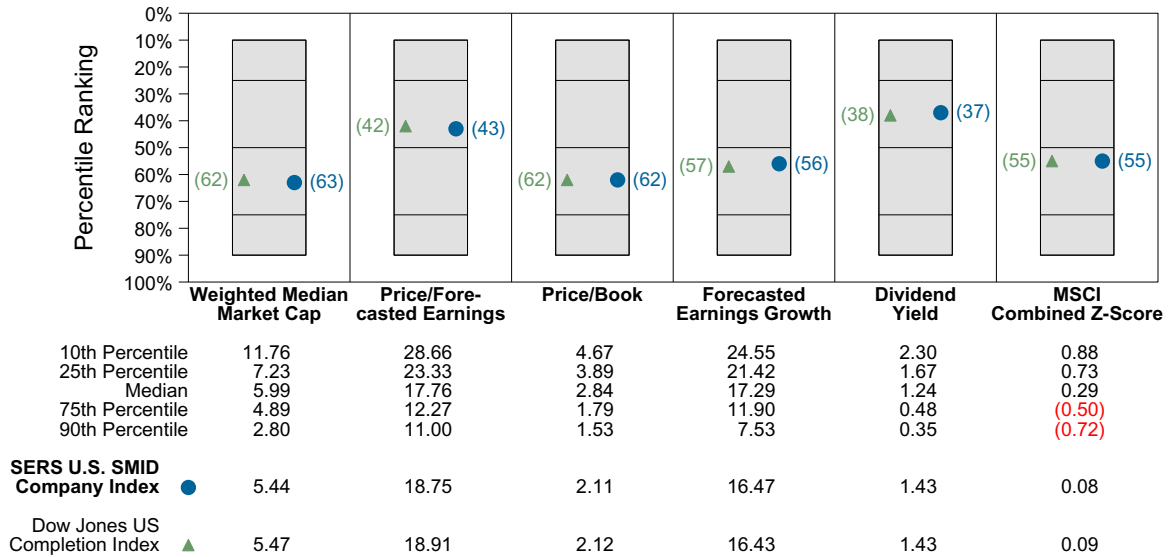 0%
10%
20%
30%
40%
50%
60%
70%
80%
90%
100%
Percentile Ranking
(62) (63)
(42) (43)
(62) (62)
(57) (56)
(38) (37)
(55) (55)
Weighted Median
Market Cap
Price/Fore-
casted Earnings
Price/Book
Forecasted
Earnings Growth
Dividend
Yield
MSCI
Combined Z-Score
10th Percentile 11.76 28.66 4.67 24.55 2.30 0.88
25th Percentile 7.23 23.33 3.89 21.42 1.67 0.73
Median 5.99 17.76 2.84 17.29 1.24 0.29
75th Percentile 4.89 12.27 1.79 11.90 0.48 (0.50)
90th Percentile 2.80 11.00 1.53 7.53 0.35 (0.72)
SERS U.S. SMID
Company Index 5.44 18.75 2.11 16.47 1.43 0.08
Dow Jones US
Completion Index 5.47 18.91 2.12 16.43 1.43 0.09